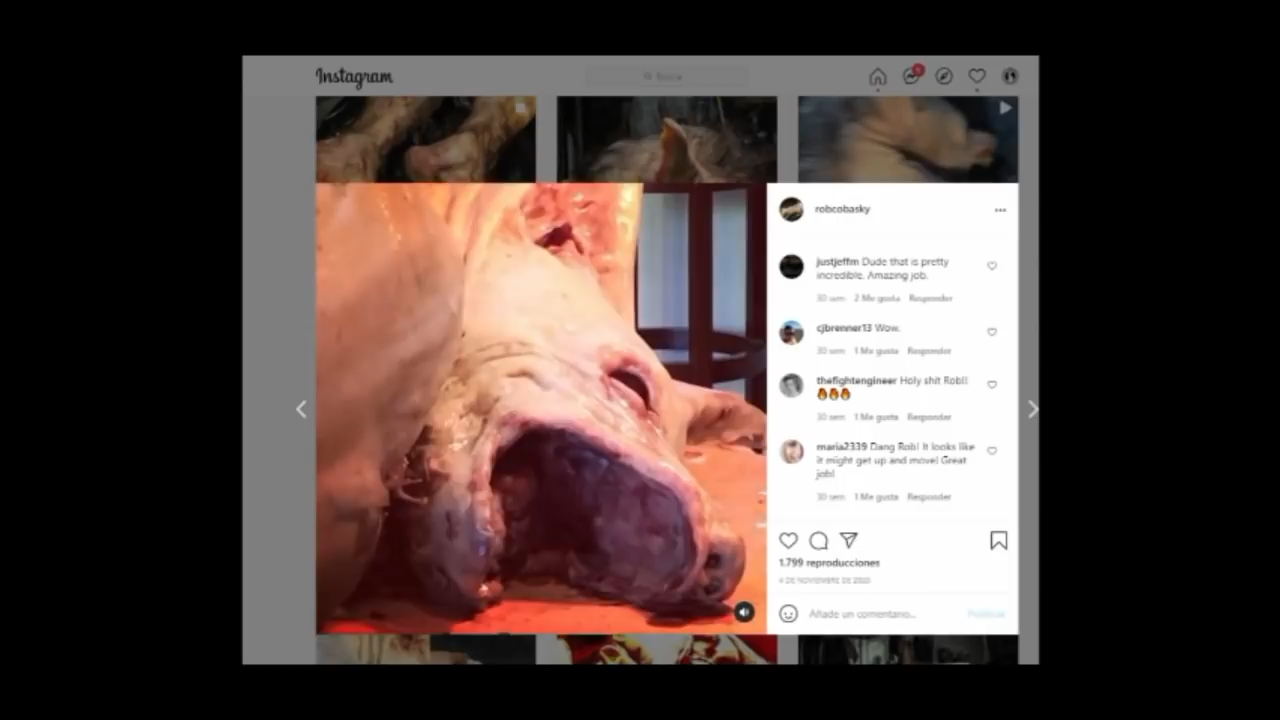 Instagram
Busca
robcobasky
justjeffm Dude that is pretty
incredible. Amazing job.
30 sem 2 Me gusta Responder
cjbrenner13 Wow.
30 sem 1 Me gusta Responder
thefightengineer Holy shit Rob!!
🔥🔥🔥
30 sem 1 Me gusta Responder
maria2339 Dang Rob! It looks like
it might get up and move! Great
job!
30 sem 1 Me gusta Responder
1.799 reproducciones
4 DE NOVIEMBRE DE 2020
Añade un comentario...
Publicar